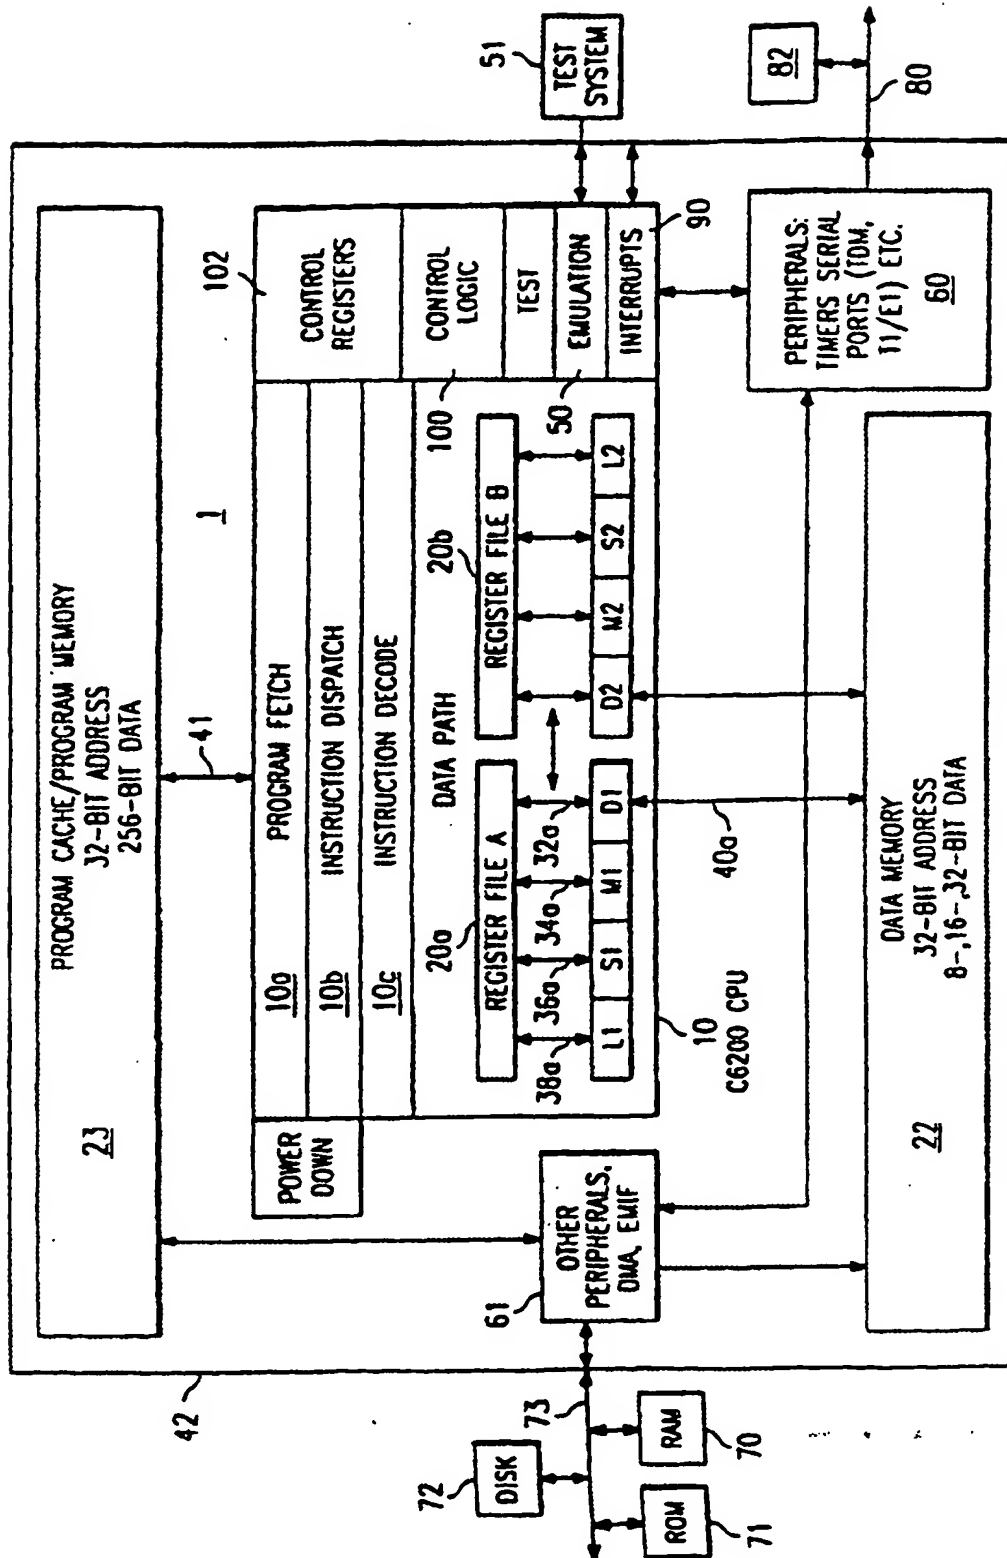 PROGRAM CACHE/PROGRAM MEMORY
32-BIT ADDRESS
256-BIT DATA
23
42
1
41
POWER
DOWN
10a
PROGRAM FETCH
10b
INSTRUCTION DISPATCH
10c
INSTRUCTION DECODE
DATA PATH
102
CONTROL
REGISTERS
CONTROL
LOGIC
100
TEST
EMULATION
50
INTERRUPTS
90
20a
REGISTER FILE A
20b
REGISTER FILE B
38a
36a
34a
32a
L1
S1
M1
D1
D2
M2
S2
L2
10
C6200 CPU
40a
TEST
SYSTEM
51
61
OTHER
PERIPHERALS,
DMA, EMIF
73
72
DISK
RAM
70
ROM
71
PERIPHERALS:
TIMERS SERIAL
PORTS (TDM,
T1/E1) ETC.
60
82
80
DATA MEMORY
32-BIT ADDRESS
8-,16-,32-BIT DATA
22